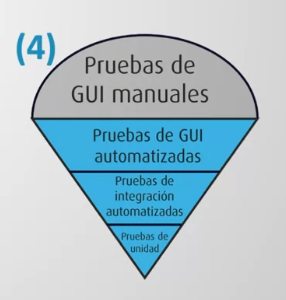 (4)
Pruebas de
GUI manuales
Pruebas de GUI
automatizadas
Pruebas de
integración
automatizadas
Pruebas de
unidad